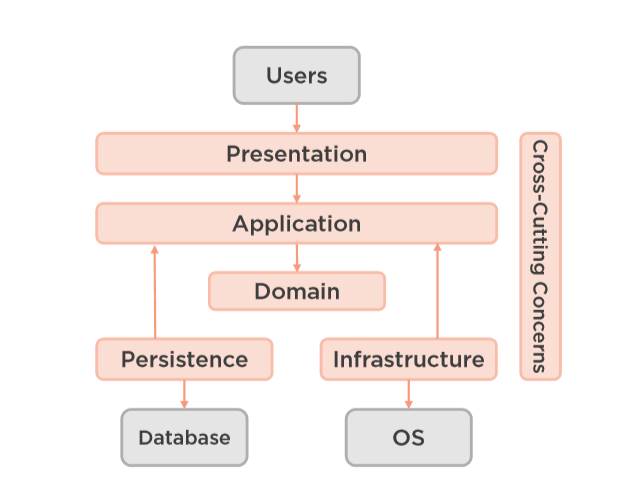 Users
Presentation
Application
Domain
Persistence
Infrastructure
Database
OS
Cross-Cutting Concerns